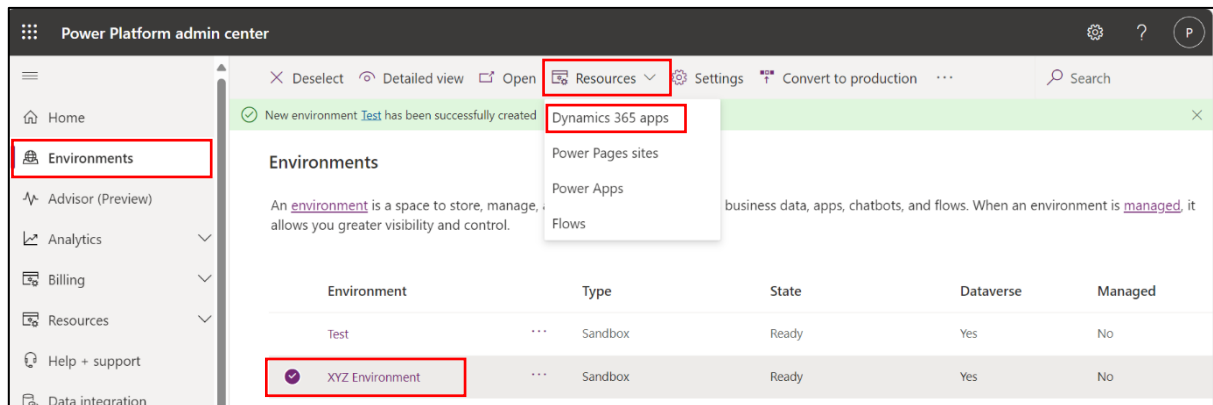 Power Platform admin center
?
P
Deselect
Detailed view
Open
Resources
Settings
Convert to production
...
Search
Home
Environments
Advisor (Preview)
Analytics
Billing
Resources
Help + support
Data integration
New environment Test has been successfully created
Dynamics 365 apps
Power Pages sites
Power Apps
Flows
Environments
An environment is a space to store, manage, business data, apps, chatbots, and flows. When an environment is managed, it
allows you greater visibility and control.
Environment Type State Dataverse Managed
Test ... Sandbox Ready Yes No
XYZ Environment ... Sandbox Ready Yes No